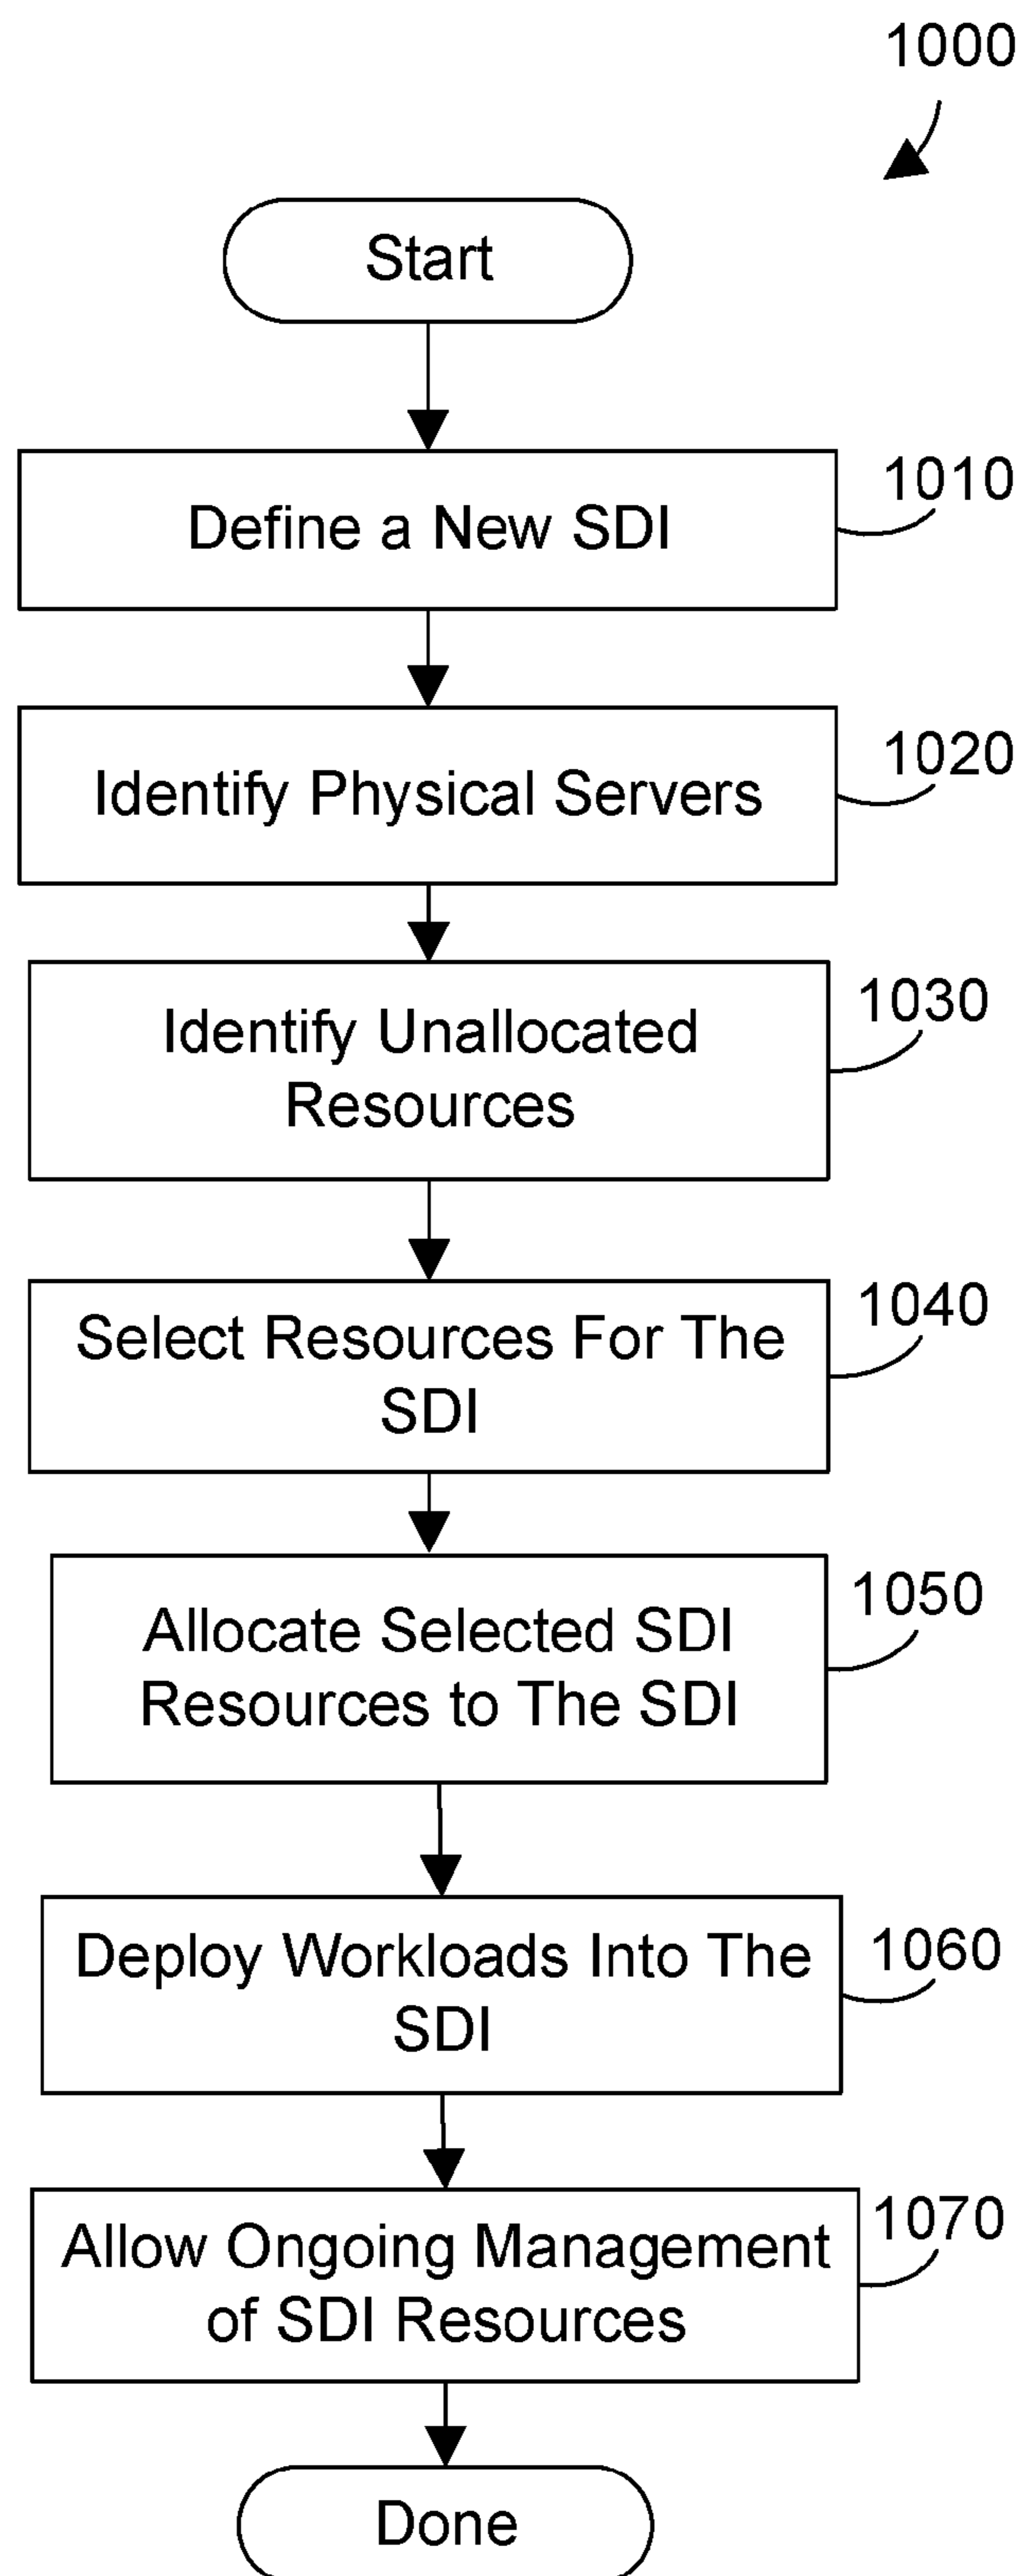 1000
Start
Define a New SDI
1010
Identify Physical Servers
1020
Identify Unallocated
Resources
1030
Select Resources For The
SDI
1040
Allocate Selected SDI
Resources to The SDI
1050
Deploy Workloads Into The
SDI
1060
Allow Ongoing Management
of SDI Resources
1070
Done